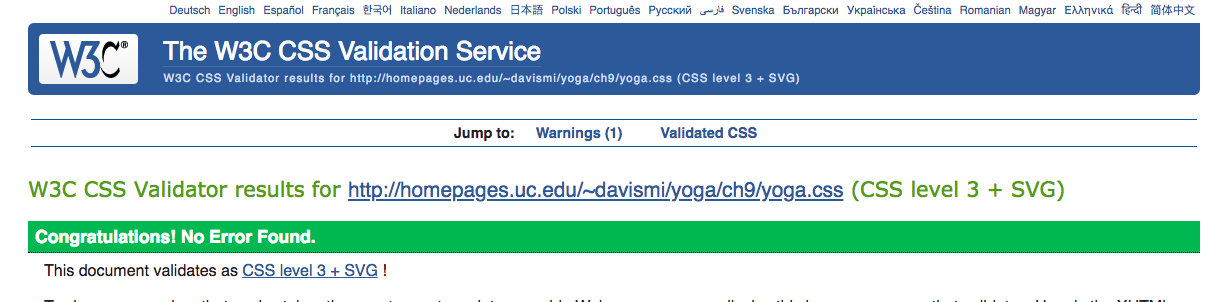 Deutsch English Español Français 한국어 Italiano Nederlands 日本語 Polski Português Русский فارسی Svenska Български Українська Čeština Romanian Magyar Ελληνικά हिन्दी 简体中文
W3C®
The W3C CSS Validation Service
W3C CSS Validator results for http://homepages.uc.edu/~davismi/yoga/ch9/yoga.css (CSS level 3 + SVG)
Jump to: Warnings (1) Validated CSS
W3C CSS Validator results for http://homepages.uc.edu/~davismi/yoga/ch9/yoga.css (CSS level 3 + SVG)
Congratulations! No Error Found.
This document validates as CSS level 3 + SVG !